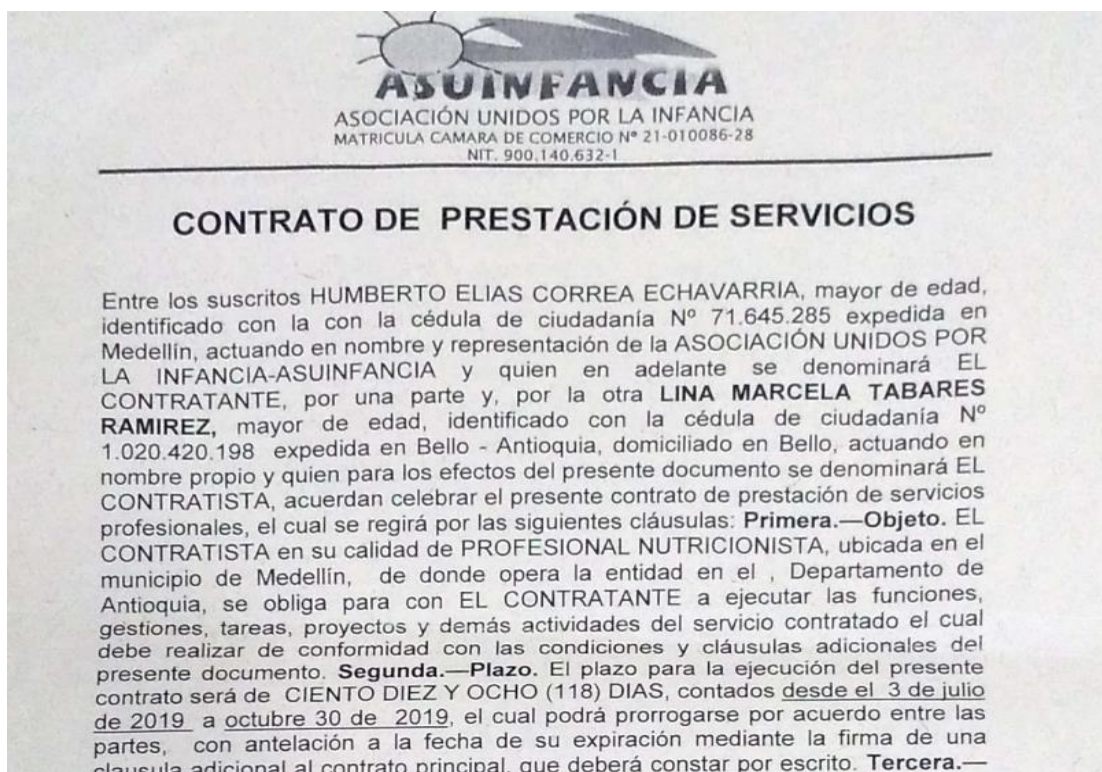 ASUINFANCIA
ASOCIACIÓN UNIDOS POR LA INFANCIA
MATRICULA CAMARA DE COMERCIO Nº 21-010086-28
NIT. 900.140.632-1
CONTRATO DE PRESTACIÓN DE SERVICIOS
Entre los suscritos HUMBERTO ELIAS CORREA ECHAVARRIA, mayor de edad,
identificado con la con la cédula de ciudadanía Nº 71.645.285 expedida en
Medellín, actuando en nombre y representación de la ASOCIACIÓN UNIDOS POR
LA INFANCIA-ASUINFANCIA y quien en adelante se denominará EL
CONTRATANTE, por una parte y, por la otra LINA MARCELA TABARES
RAMIREZ, mayor de edad, identificado con la cédula de ciudadanía Nº
1.020.420.198 expedida en Bello - Antioquia, domiciliado en Bello, actuando en
nombre propio y quien para los efectos del presente documento se denominará EL
CONTRATISTA, acuerdan celebrar el presente contrato de prestación de servicios
profesionales, el cual se regirá por las siguientes cláusulas: Primera.—Objeto. EL
CONTRATISTA en su calidad de PROFESIONAL NUTRICIONISTA, ubicada en el
municipio de Medellín, de donde opera la entidad en el , Departamento de
Antioquia, se obliga para con EL CONTRATANTE a ejecutar las funciones,
gestiones, tareas, proyectos y demás actividades del servicio contratado el cual
debe realizar de conformidad con las condiciones y cláusulas adicionales del
presente documento. Segunda.—Plazo. El plazo para la ejecución del presente
contrato será de CIENTO DIEZ Y OCHO (118) DIAS, contados desde el 3 de julio
de 2019 a octubre 30 de 2019, el cual podrá prorrogarse por acuerdo entre las
partes, con antelación a la fecha de su expiración mediante la firma de una
clausula adicional al contrato principal, que deberá constar por escrito. Tercera.—